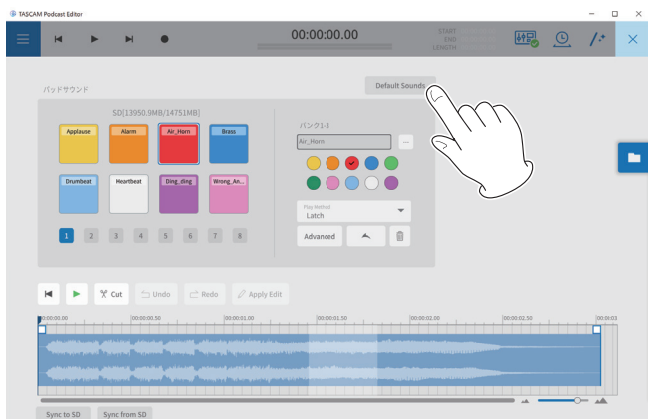 TASCAM Podcast Editor
00:00:00.00
START
END
LENGTH
パッドサウンド
Default Sounds
SD[13950.9MB/14751MB]
Applause
Alarm
Air_Horn
Brass
Drumbeat
Heartbeat
Ding_ding
Wrong_An...
1 2 3 4 5 6 7 8
バンク1-1
Air_Horn
...
Play Method
Latch
Advanced
Cut
Undo
Redo
Apply Edit
00:00:00.00
00:00:00.50
00:00:01.00
00:00:01.50
00:00:02.00
00:00:02.50
00:00:03
Sync to SD
Sync from SD